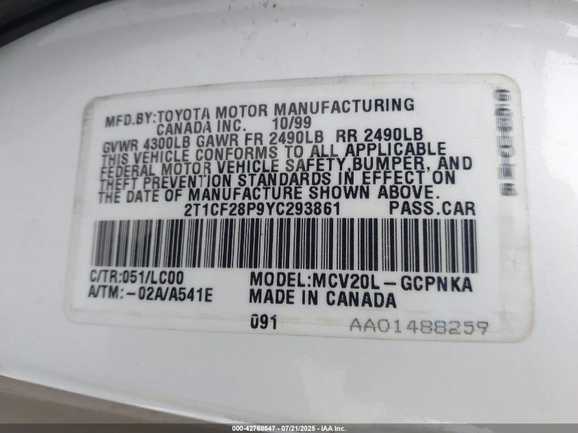 MFD.BY:TOYOTA MOTOR MANUFACTURING
CANADA INC. 10/99
GVWR 4300LB GAWR FR 2490LB RR 2490LB
THIS VEHICLE CONFORMS TO ALL APPLICABLE
FEDERAL MOTOR VEHICLE SAFETY,BUMPER, AND
THEFT PREVENTION STANDARDS IN EFFECT ON
THE DATE OF MANUFACTURE SHOWN ABOVE.
2T1CF28P9YC293861 PASS.CAR
C/TR:051/LC00 MODEL:MCV20L-GCPNKA
A/TM:-02A/A541E MADE IN CANADA
091 AA01488259
000-42768547 - 07/21/2025 - IAA Inc.